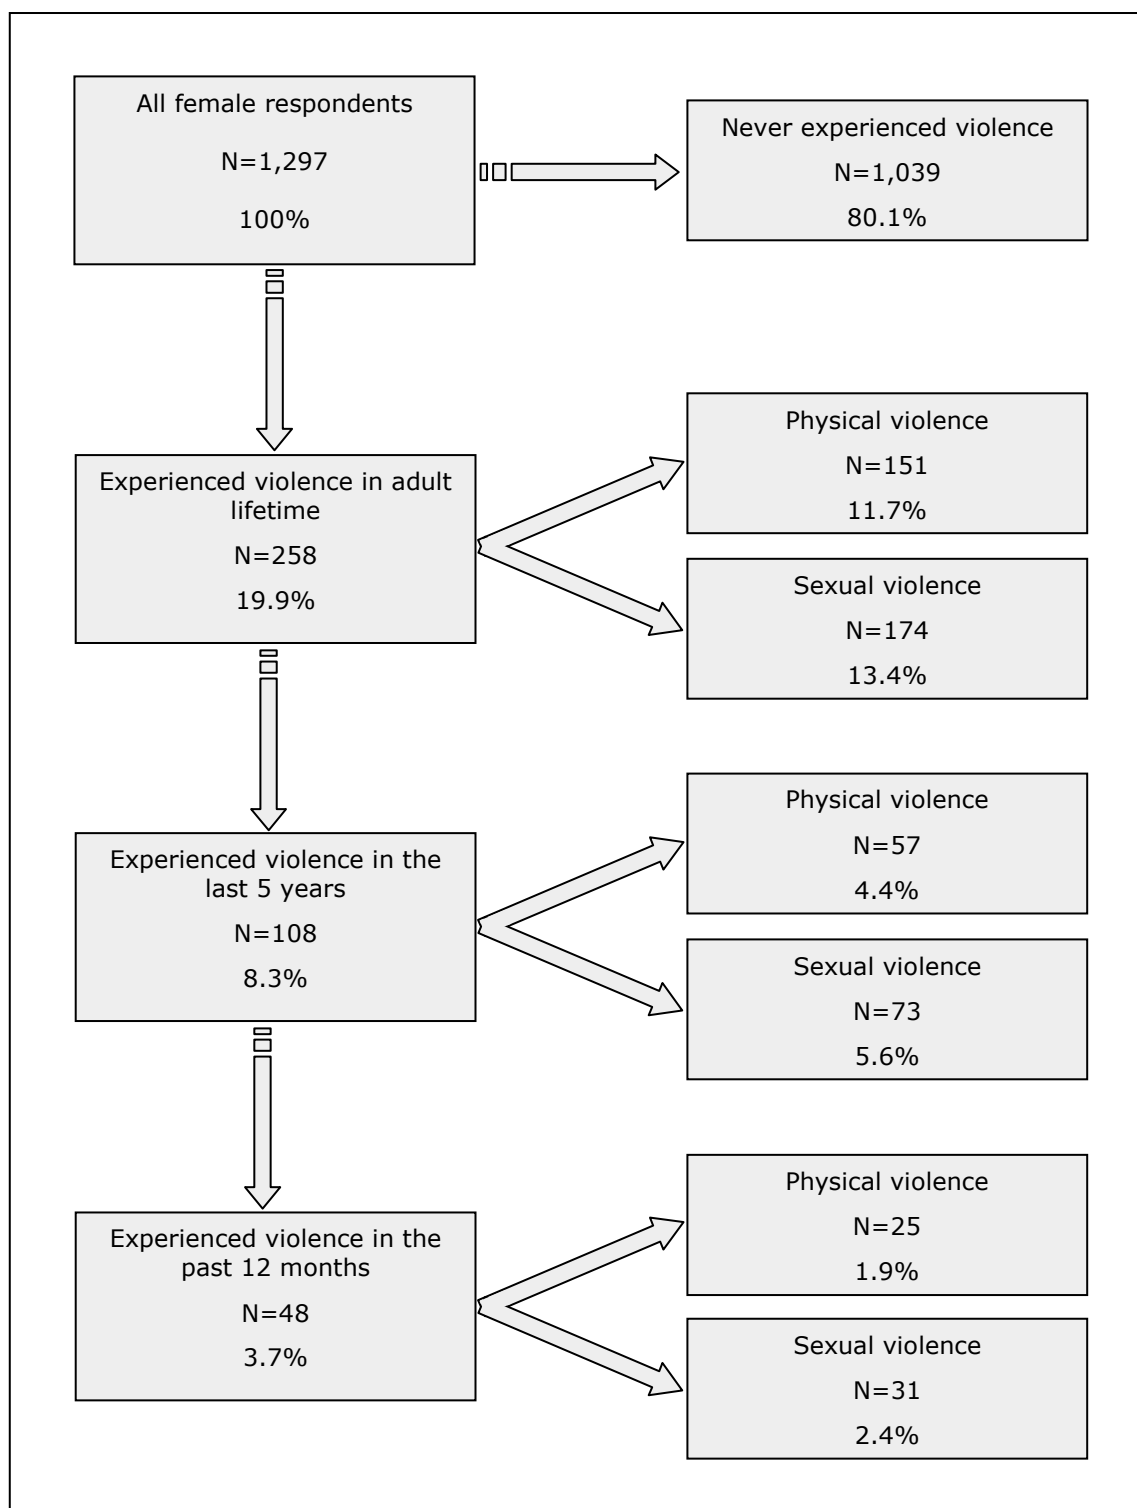 All female respondents
N=1,297
100%
Never experienced violence
N=1,039
80.1%
Experienced violence in adult
lifetime
N=258
19.9%
Physical violence
N=151
11.7%
Sexual violence
N=174
13.4%
Experienced violence in the
last 5 years
N=108
8.3%
Physical violence
N=57
4.4%
Sexual violence
N=73
5.6%
Experienced violence in the
past 12 months
N=48
3.7%
Physical violence
N=25
1.9%
Sexual violence
N=31
2.4%